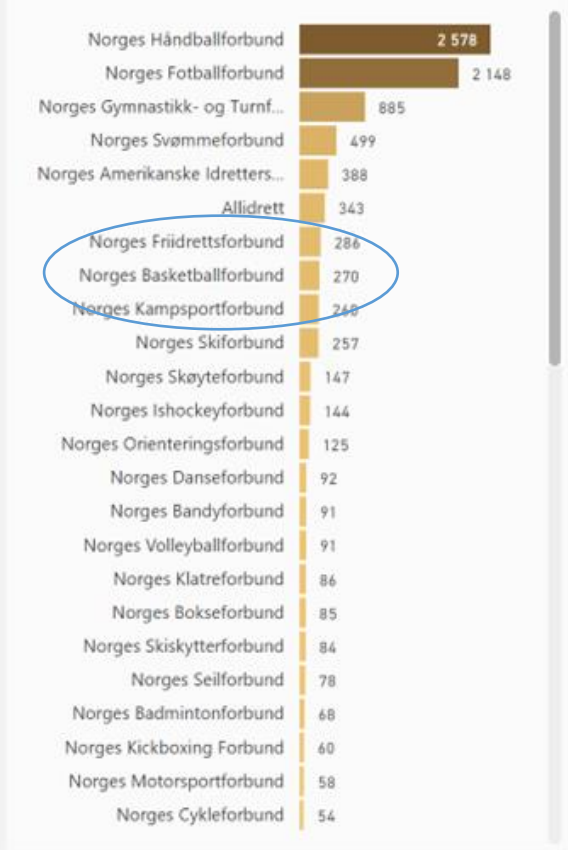 Norges Håndballforbund 2 578
Norges Fotballforbund 2 148
Norges Gymnastikk- og Turnf... 885
Norges Svømmeforbund 499
Norges Amerikanske Idretters... 388
Allidrett 343
Norges Friidrettsforbund 286
Norges Basketballforbund 270
Norges Kampsportforbund
Norges Skiforbund 257
Norges Skøyteforbund 147
Norges Ishockeyforbund 144
Norges Orienteringsforbund 125
Norges Danseforbund 92
Norges Bandyforbund 91
Norges Volleyballforbund 91
Norges Klatreforbund 86
Norges Bokseforbund 85
Norges Skiskytterforbund 84
Norges Seilforbund 78
Norges Badmintonforbund 68
Norges Kickboxing Forbund 60
Norges Motorsportforbund 58
Norges Cykleforbund 54